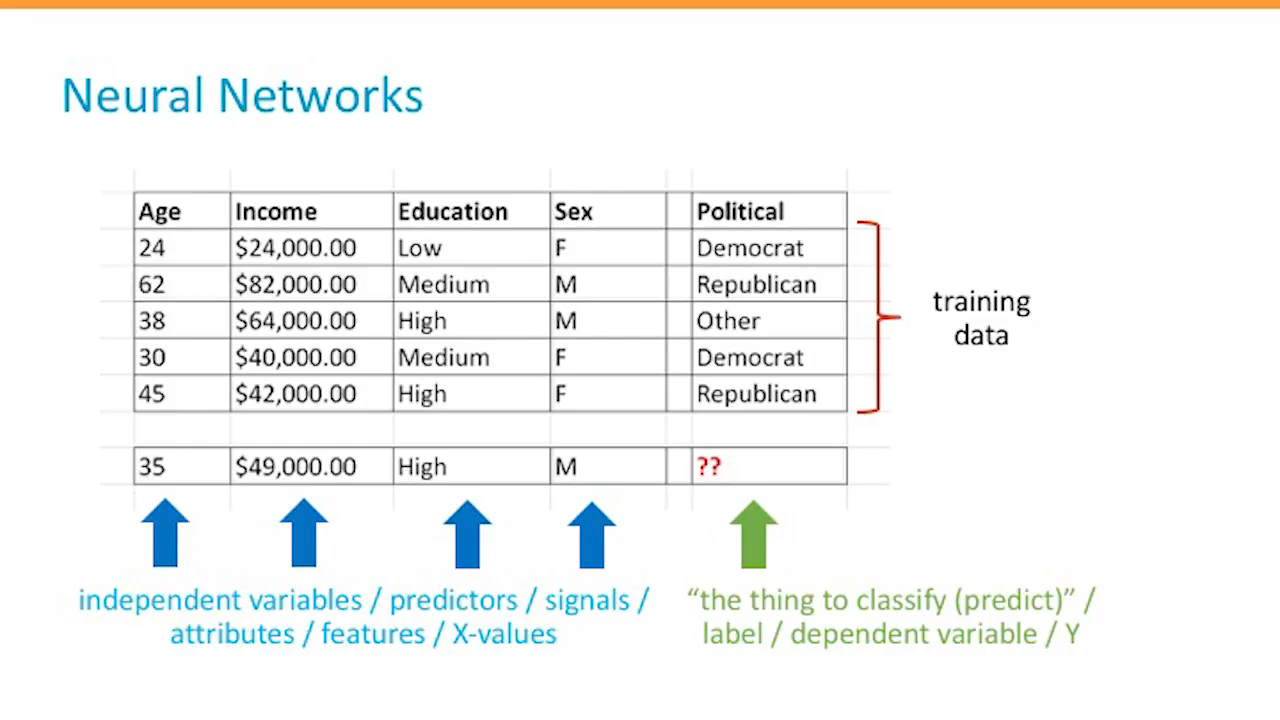 Neural Networks
Age Income Education Sex Political
24 $24,000.00 Low F Democrat
62 $82,000.00 Medium M Republican
38 $64,000.00 High M Other
30 $40,000.00 Medium F Democrat
45 $42,000.00 High F Republican
training
data
35 $49,000.00 High M ??
independent variables / predictors / signals /
attributes / features / X-values
“the thing to classify (predict)” /
label / dependent variable / Y